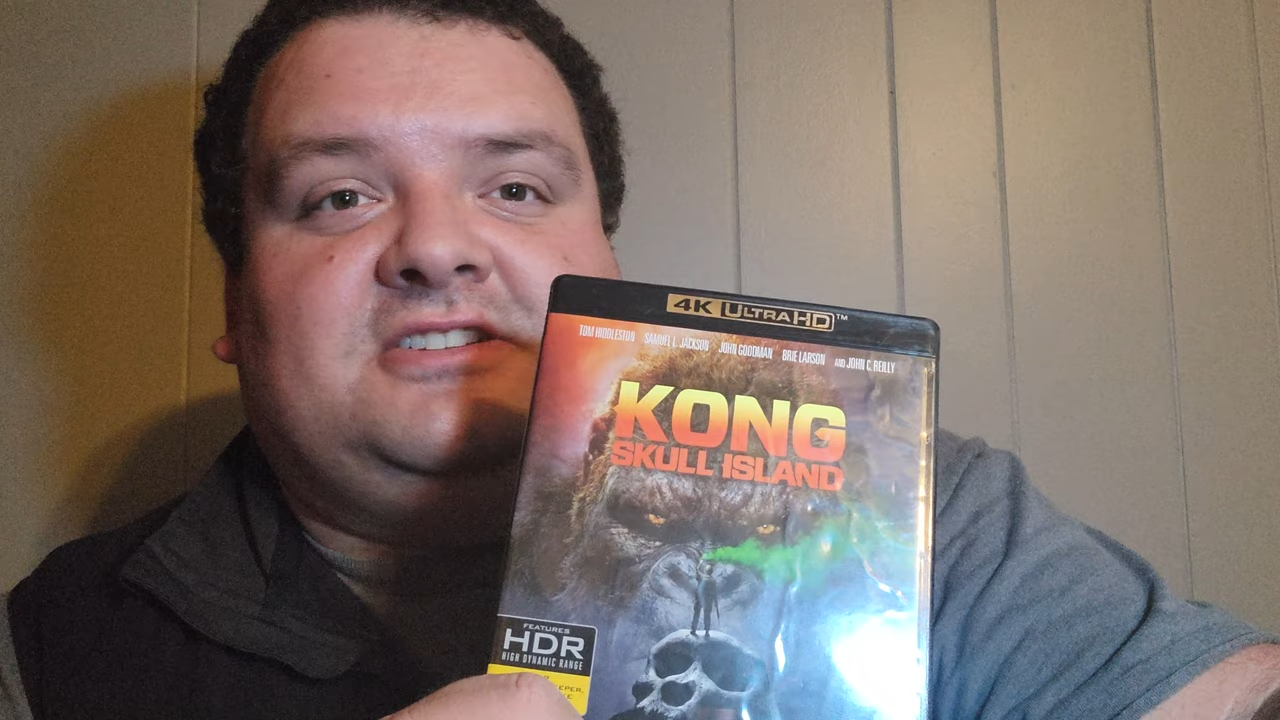 4K ULTRA HD™
TOM HIDDLESTON SAMUEL L. JACKSON JOHN GOODMAN BRIE LARSON AND JOHN C. REILLY
KONG
SKULL ISLAND
FEATURES
HDR
HIGH DYNAMIC RANGE